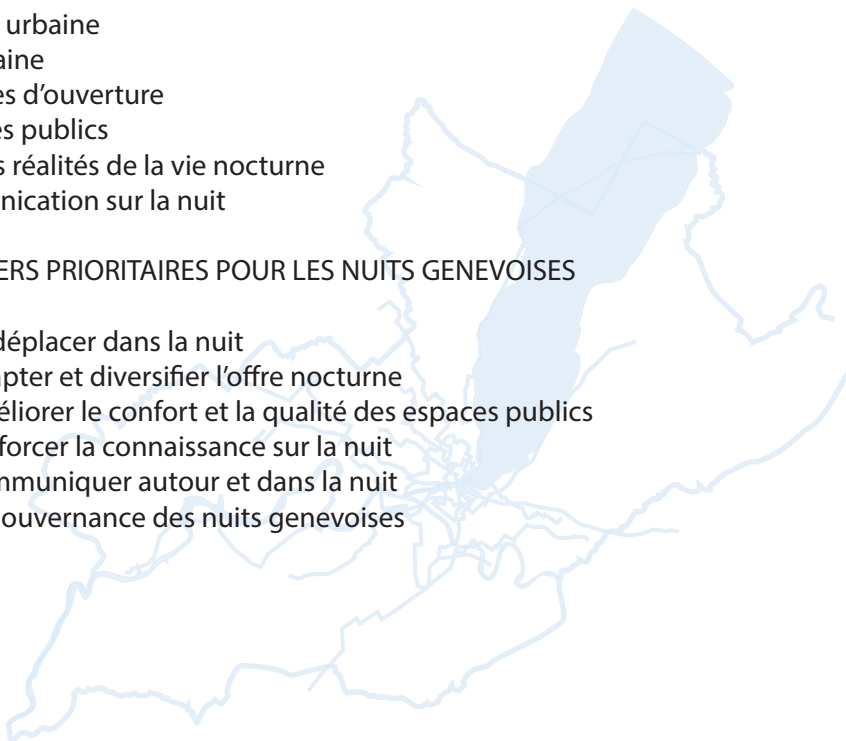 urbaine
aine
es d'ouverture
es publics
s réalités de la vie nocturne
nication sur la nuit
ERS PRIORITAIRES POUR LES NUITS GENEVOISES
déplacer dans la nuit
pter et diversifier l'offre nocturne
éliorer le confort et la qualité des espaces publics
forcer la connaissance sur la nuit
mmuniquer autour et dans la nuit
gouvernance des nuits genevoises